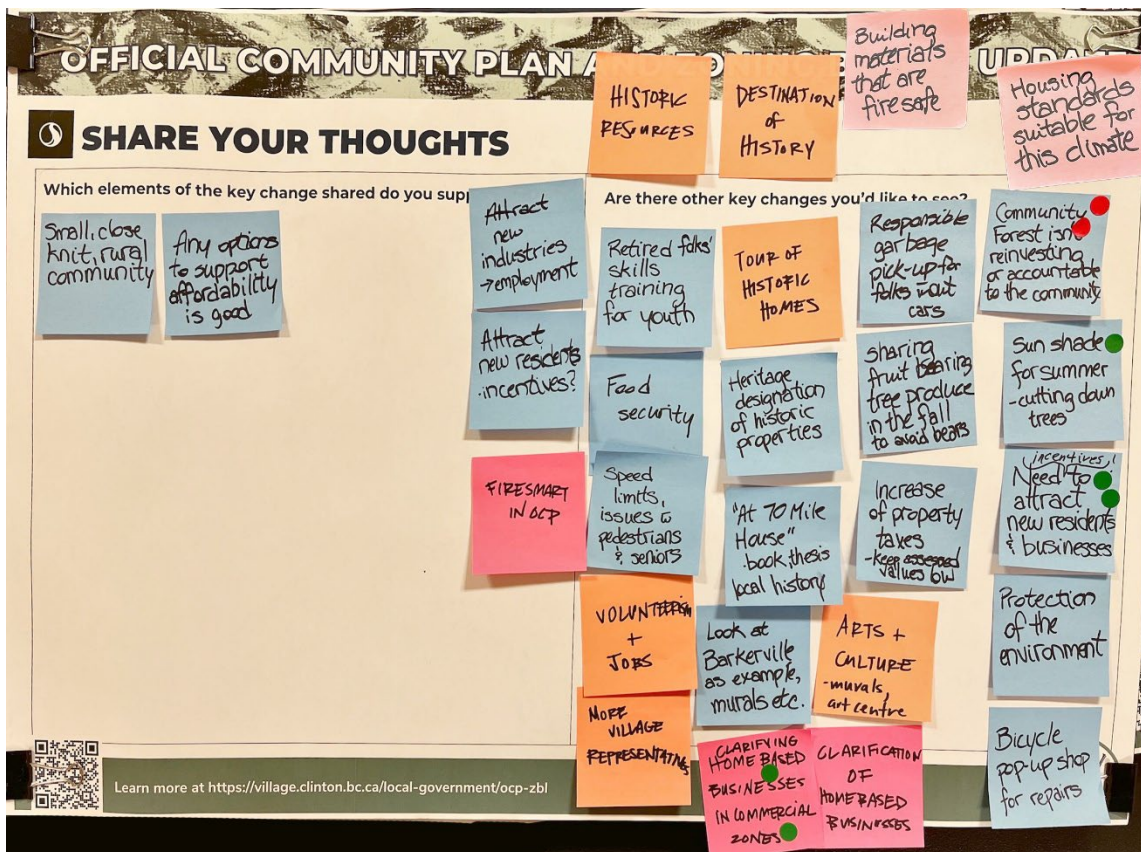 OFFICIAL COMMUNITY PLAN A
UPDA
SHARE YOUR THOUGHTS
Which elements of the key change shared do you supp
Small, close
knit, rural
community
Any options
to support
affordability
is good
Attract
new
industries
→employment
Attract
new residents
incentives?
FIRESMART
IN OCP
Are there other key changes you'd like to see?
HISTORIC
RESOURCES
DESTINATION
of
HISTORY
Building
materials
that are
fire safe
Housing
standards
suitable for
this climate
Retired folks'
skills
training
for youth
TOUR OF
HISTORIC
HOMES
Responsible
garbage
pick-up for
folks w out
cars
Community
Forest isn't
reinvesting
or accountable
to the community
Food
security
Heritage
designation
of historic
properties
sharing
fruit bearing
tree produce
in the fall
to avoid bears
Sun shade
for summer
-cutting down
trees
Speed
limits,
issues to
pedestrians
& seniors
"At 70 Mile
House"
book, thesis
local history
Increase
of property
taxes
-keep assessed
values low
incentives,
Need to
attract
new residents
& businesses
VOLUNTEERISM
+
JOBS
Look at
Barkerville
as example,
murals etc.
ARTS +
CULTURE
-murals,
art centre
Protection
of the
environment
MORE
VILLAGE
REPRESENTATIVES
CLARIFYING
HOME BASED
BUSINESSES
IN COMMERCIAL
ZONES
CLARIFICATION
OF
HOMEBASED
BUSINESSES
Bicycle
pop-up shop
for repairs
Learn more at https://village.clinton.bc.ca/local-government/ocp-zbl